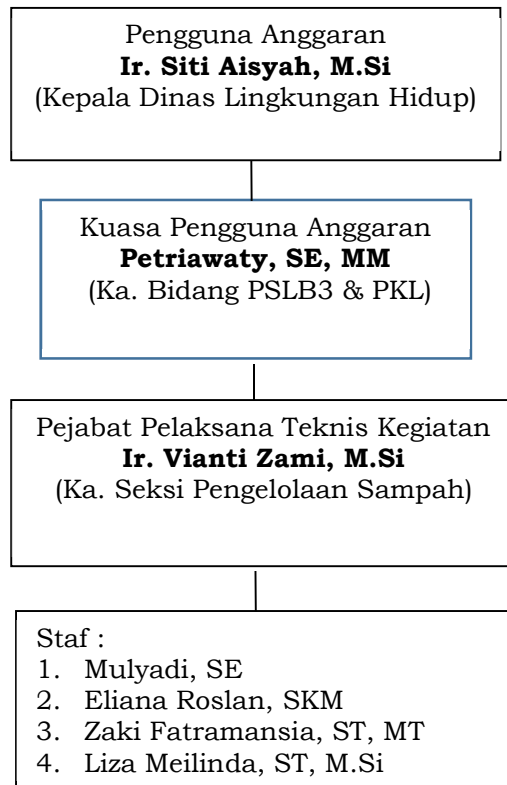 Pengguna Anggaran
Ir. Siti Aisyah, M.Si
(Kepala Dinas Lingkungan Hidup)
Kuasa Pengguna Anggaran
Petriawaty, SE, MM
(Ka. Bidang PSLB3 & PKL)
Pejabat Pelaksana Teknis Kegiatan
Ir. Vianti Zami, M.Si
(Ka. Seksi Pengelolaan Sampah)
Staf :
1. Mulyadi, SE
2. Eliana Roslan, SKM
3. Zaki Fatramansia, ST, MT
4. Liza Meilinda, ST, M.Si